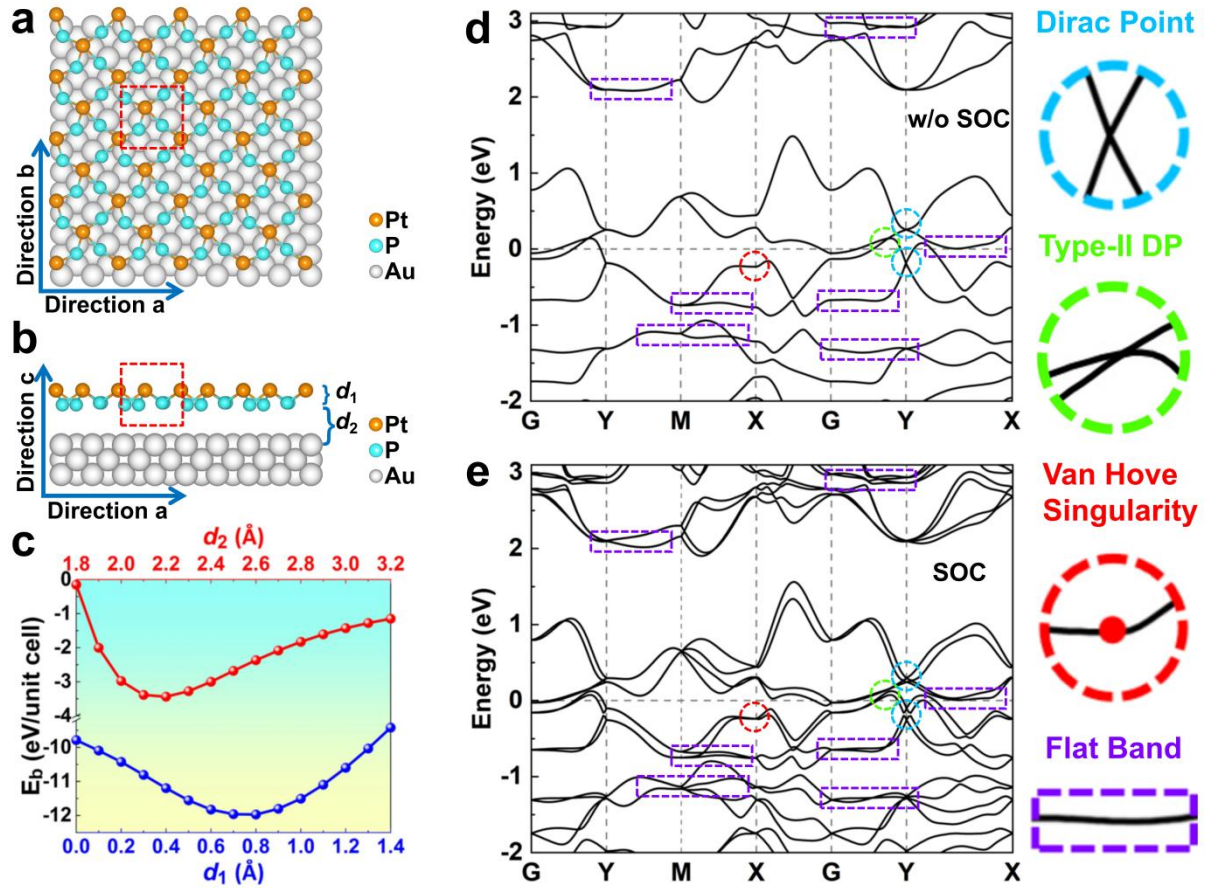 a
Direction b
Direction a
Pt
P
Au
b
Direction c
d1
d2
Direction a
Pt
P
Au
c
d2 (Å)
1.8 2.0 2.2 2.4 2.6 2.8 3.0 3.2
Eb (eV/unit cell)
0
-1
-2
-3
-4
-10
-11
-12
0.0 0.2 0.4 0.6 0.8 1.0 1.2 1.4
d1 (Å)
d
Energy (eV)
3
2
1
0
-1
-2
w/o SOC
G Y M X G Y X
e
Energy (eV)
3
2
1
0
-1
-2
SOC
G Y M X G Y X
Dirac Point
Type-II DP
Van Hove
Singularity
Flat Band